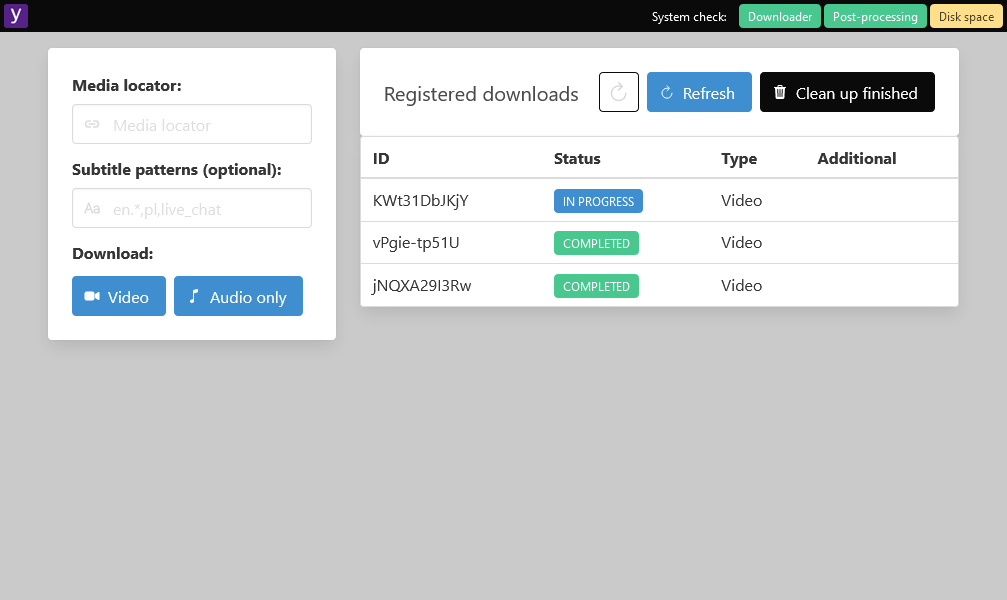 y System check: Downloader Post-processing Disk space
Media locator:
Media locator
Subtitle patterns (optional):
Aa en.*,pl,live_chat
Download:
Video Audio only
Registered downloads Refresh Clean up finished
ID Status Type Additional
KWt31DbJKjY IN PROGRESS Video
vPgie-tp51U COMPLETED Video
jNQXA29I3Rw COMPLETED Video